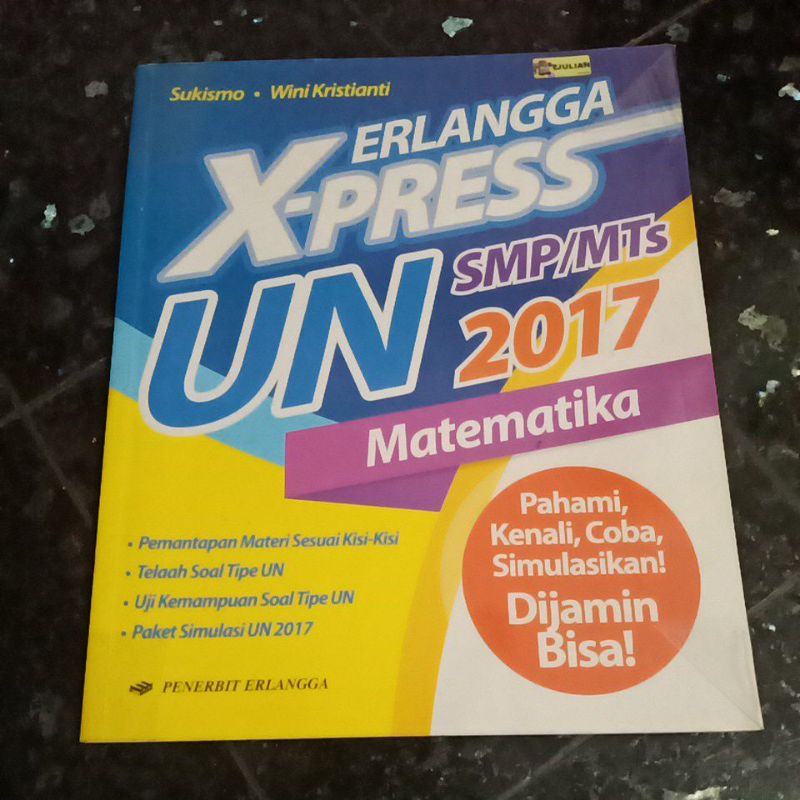 Sukismo • Wini Kristianti
EJULIAN
ERLANGGA
X-PRESS
UN
SMP/MTs
2017
Matematika
Pahami,
Kenali, Coba,
Simulasikan!
Dijamin
Bisa!
• Pemantapan Materi Sesuai Kisi-Kisi
• Telaah Soal Tipe UN
• Uji Kemampuan Soal Tipe UN
• Paket Simulasi UN 2017
PENERBIT ERLANGGA